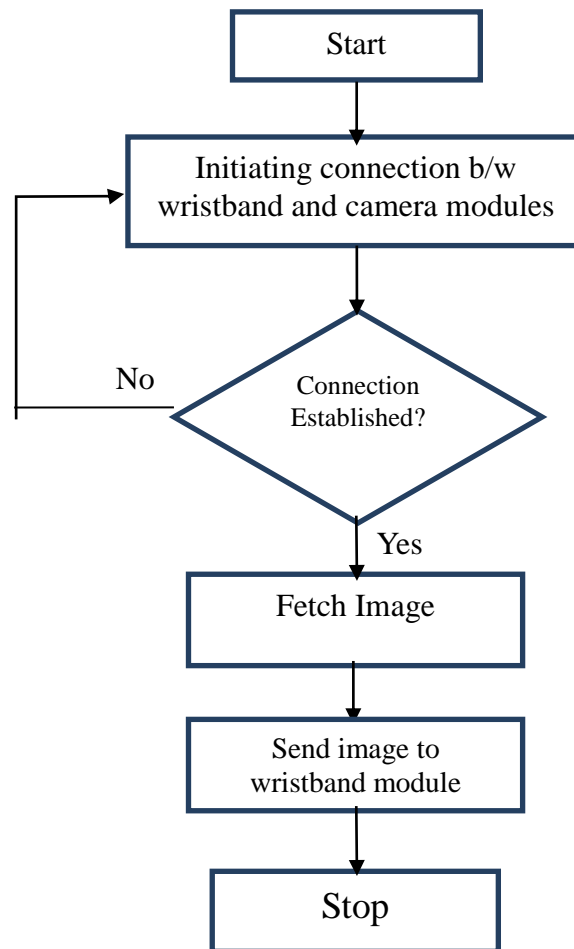 Start
Initiating connection b/w
wristband and camera modules
Connection
Established?
No
Yes
Fetch Image
Send image to
wristband module
Stop